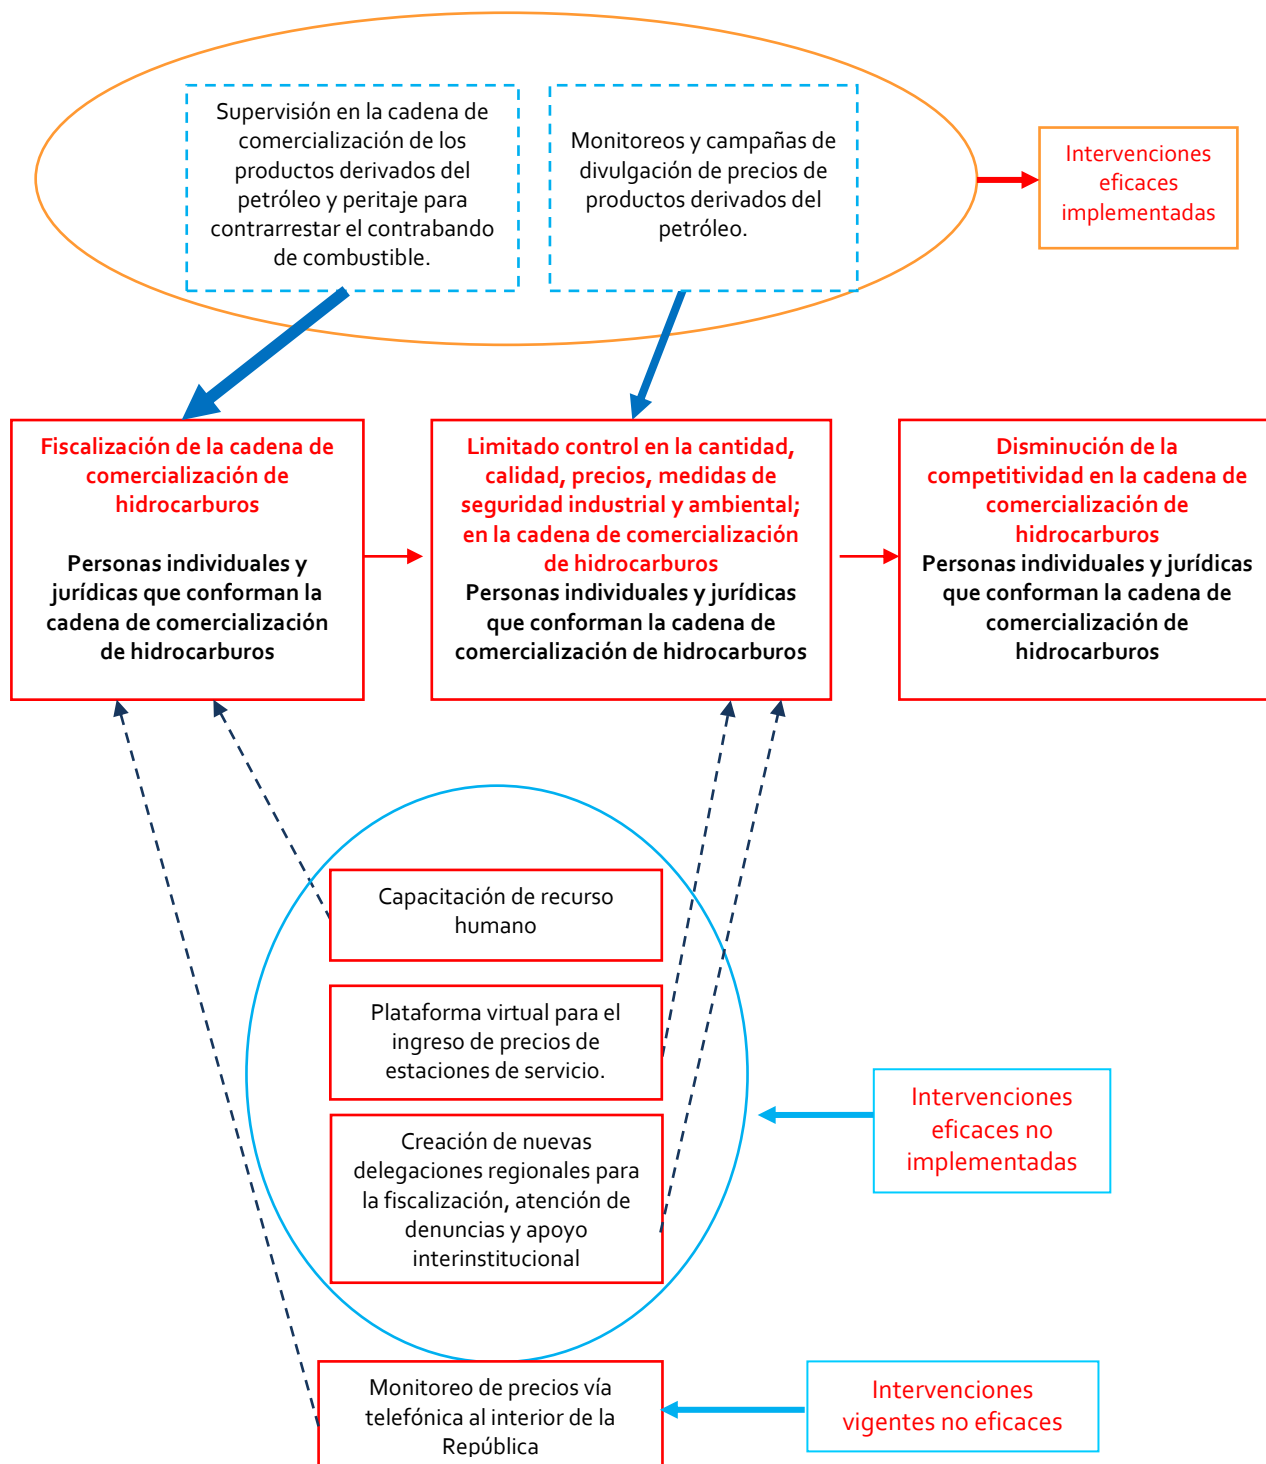 Supervisión en la cadena de
comercialización de los
productos derivados del
petróleo y peritaje para
contrarrestar el contrabando
de combustible.
Monitoreos y campañas de
divulgación de precios de
productos derivados del
petróleo.
Intervenciones
eficaces
implementadas
Fiscalización de la cadena de
comercialización de
hidrocarburos
Personas individuales y
jurídicas que conforman la
cadena de comercialización
de hidrocarburos
Limitado control en la cantidad,
calidad, precios, medidas de
seguridad industrial y ambiental;
en la cadena de comercialización
de hidrocarburos
Personas individuales y jurídicas
que conforman la cadena de
comercialización de hidrocarburos
Disminución de la
competitividad en la cadena de
comercialización de
hidrocarburos
Personas individuales y jurídicas
que conforman la cadena de
comercialización de
hidrocarburos
Capacitación de recurso
humano
Plataforma virtual para el
ingreso de precios de
estaciones de servicio.
Creación de nuevas
delegaciones regionales para
la fiscalización, atención de
denuncias y apoyo
interinstitucional
Intervenciones
eficaces no
implementadas
Monitoreo de precios vía
telefónica al interior de la
República
Intervenciones
vigentes no eficaces